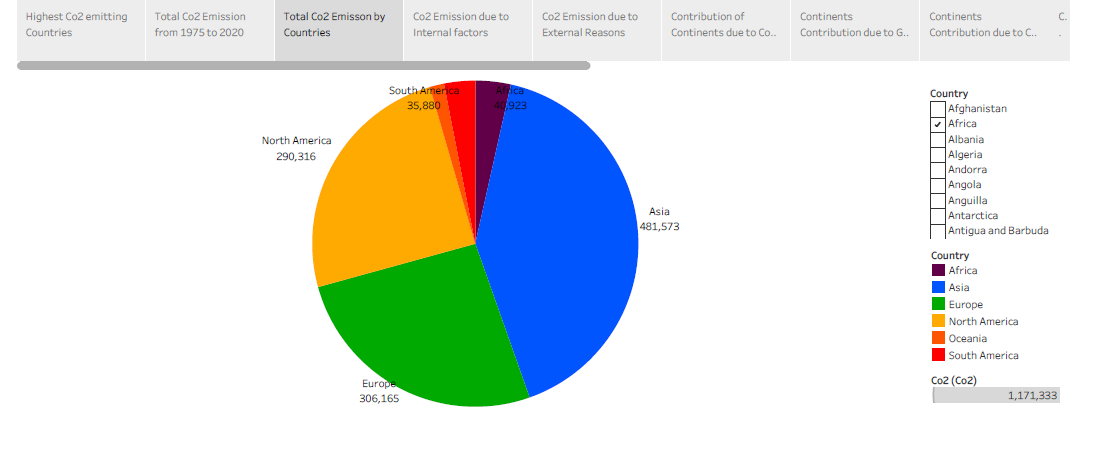 Highest Co2 emitting
Countries
Total Co2 Emission
from 1975 to 2020
Total Co2 Emisson by
Countries
Co2 Emission due to
Internal factors
Co2 Emission due to
External Reasons
Contribution of
Continents due to Co..
Continents
Contribution due to G..
Continents
Contribution due to C..
C.
.
South America
35,880
Africa
40,923
North America
290,316
Asia
481,573
Europe
306,165
Country
Afghanistan
Africa
Albania
Algeria
Andorra
Angola
Anguilla
Antarctica
Antigua and Barbuda
Country
Africa
Asia
Europe
North America
Oceania
South America
Co2 (Co2)
1,171,333